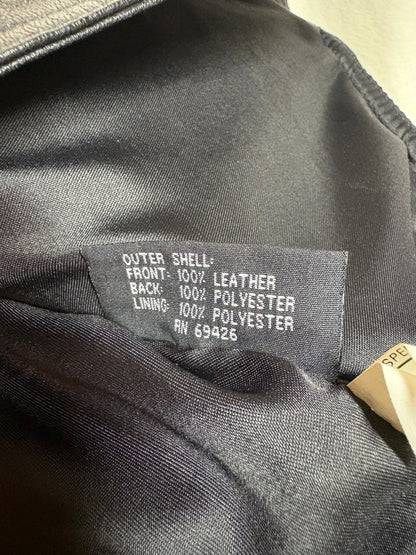 OUTER SHELL:
FRONT: 100% LEATHER
BACK: 100% POLYESTER
LINING: 100% POLYESTER
RN 69426